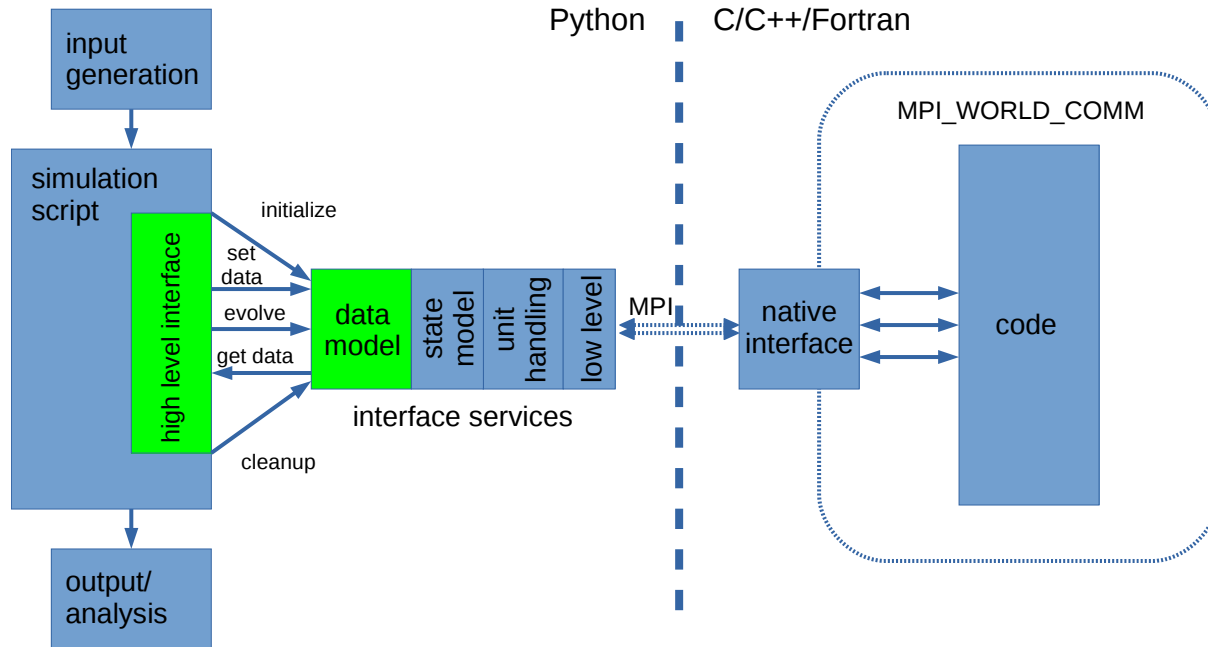 Python
C/C++/Fortran
input
generation
MPI_WORLD_COMM
simulation
script
high level interface
initialize
set
data
evolve
get data
cleanup
data
model
state
model
unit
handling
low level
interface services
MPI
native
interface
code
output/
analysis